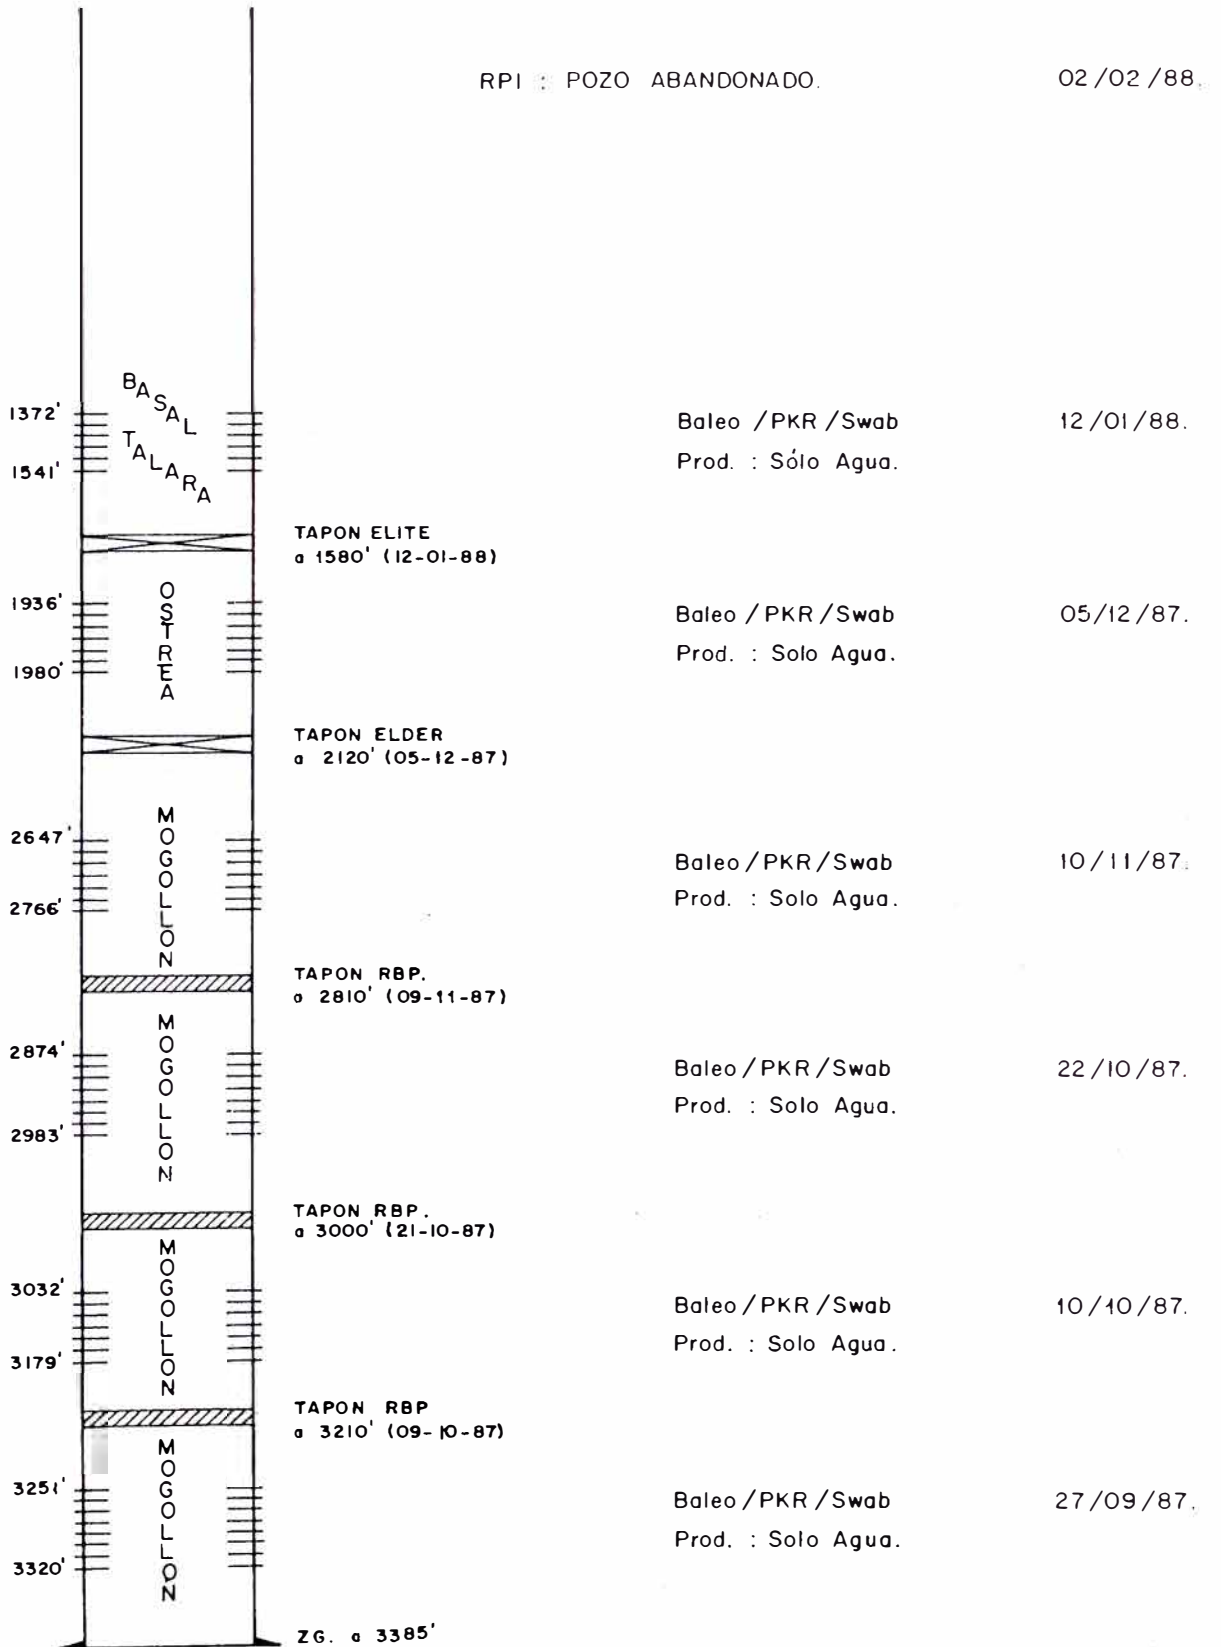 RPI : POZO ABANDONADO. 02/02/88.
BASAL
TALARA
1372'
1541'
Baleo /PKR/Swab 12/01/88.
Prod. : Sólo Agua.
TAPON ELITE
a 1580' (12-01-88)
OSTREA
1936'
1980'
Baleo /PKR/Swab 05/12/87.
Prod. : Solo Agua.
TAPON ELDER
a 2120' (05-12-87)
MOGOLLON
2647'
2766'
Baleo/PKR/Swab 10/11/87.
Prod. : Solo Agua.
TAPON RBP.
a 2810' (09-11-87)
MOGOLLON
2874'
2983'
Baleo/PKR/Swab 22/10/87.
Prod. : Solo Agua.
TAPON RBP.
a 3000' (21-10-87)
MOGOLLON
3032'
3179'
Baleo/PKR/Swab 10/10/87.
Prod. : Solo Agua.
TAPON RBP
a 3210' (09-10-87)
MOGOLLON
3251'
3320'
Baleo/PKR/Swab 27/09/87.
Prod. : Solo Agua.
ZG. a 3385'